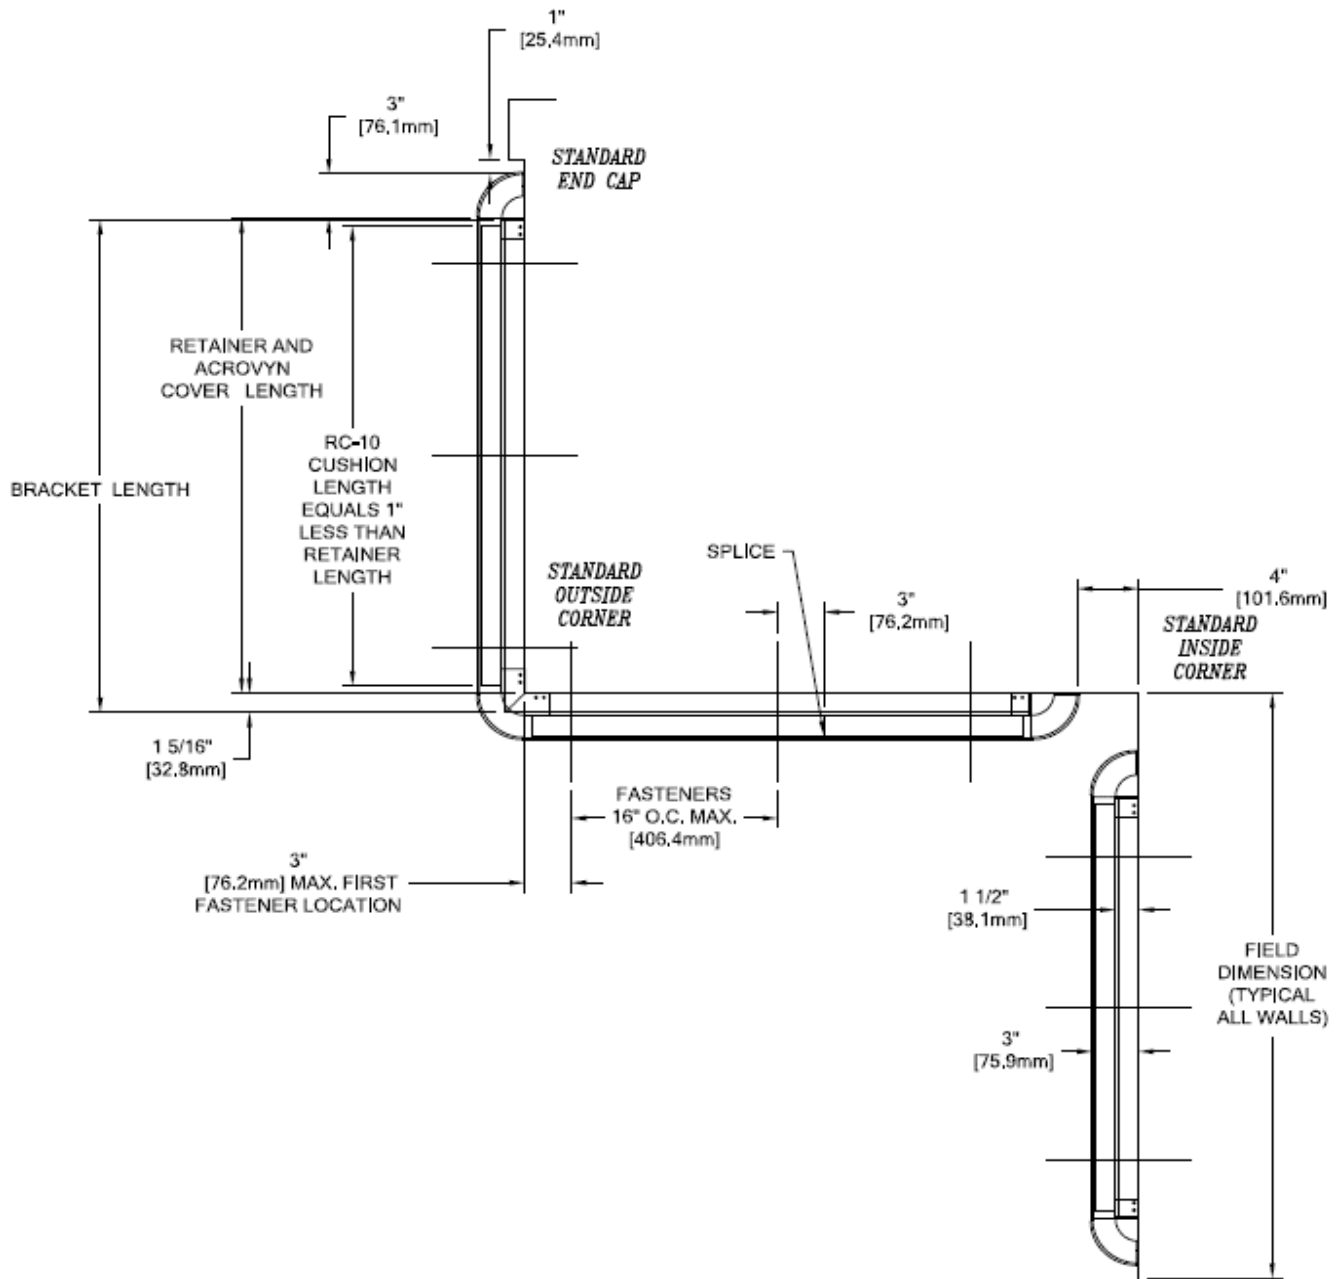 1"
[25.4mm]
3"
[76.1mm]
STANDARD
END CAP
RETAINER AND
ACROVYN
COVER LENGTH
RC-10
CUSHION
LENGTH
EQUALS 1"
LESS THAN
RETAINER
LENGTH
BRACKET LENGTH
SPLICE
STANDARD
OUTSIDE
CORNER
3"
[76.2mm]
4"
[101.6mm]
STANDARD
INSIDE
CORNER
1 5/16"
[32.8mm]
FASTENERS
16" O.C. MAX.
[406.4mm]
3"
[76.2mm] MAX. FIRST
FASTENER LOCATION
1 1/2"
[38.1mm]
FIELD
DIMENSION
(TYPICAL
ALL WALLS)
3"
[75.9mm]